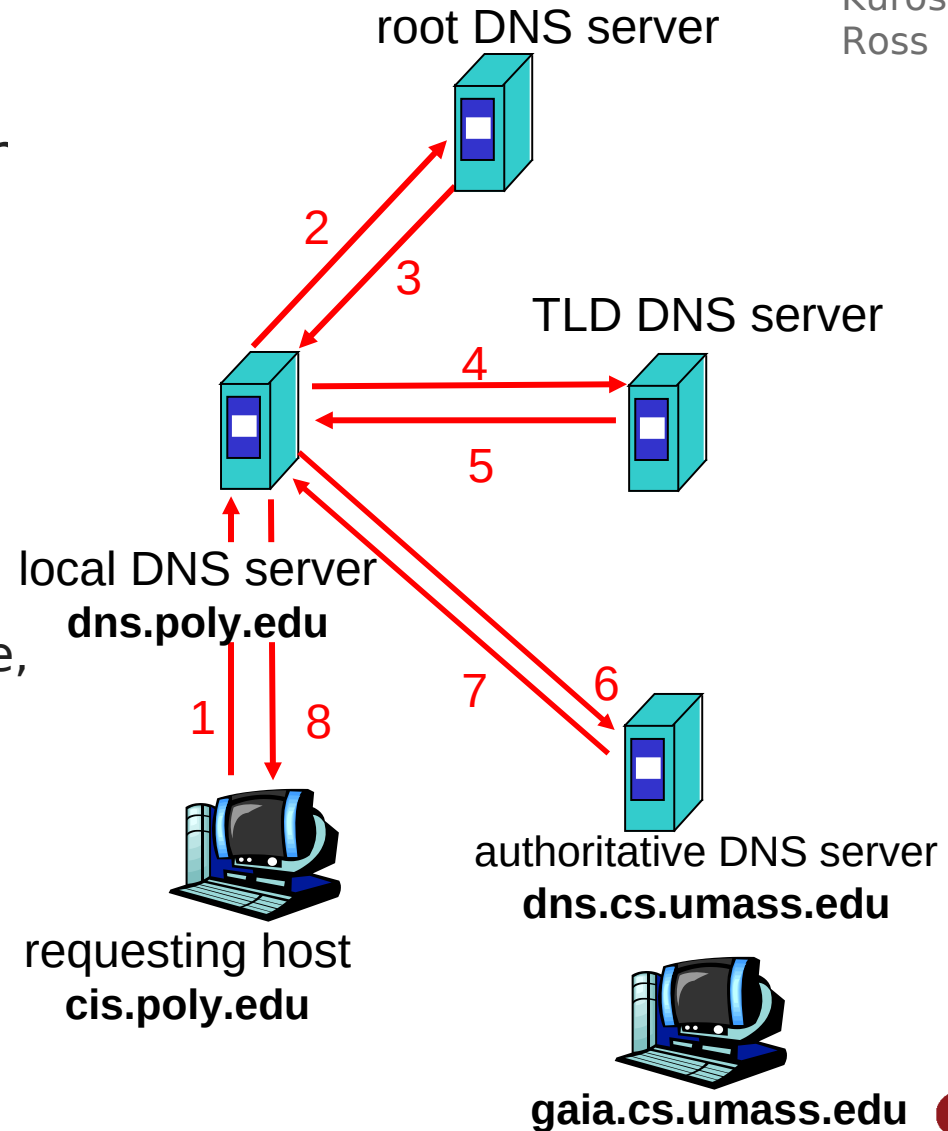 root DNS server
Ross
2
3
TLD DNS server
4
5
local DNS server
dns.poly.edu
e,
7
6
1
8
authoritative DNS server
dns.cs.umass.edu
requesting host
cis.poly.edu
gaia.cs.umass.edu